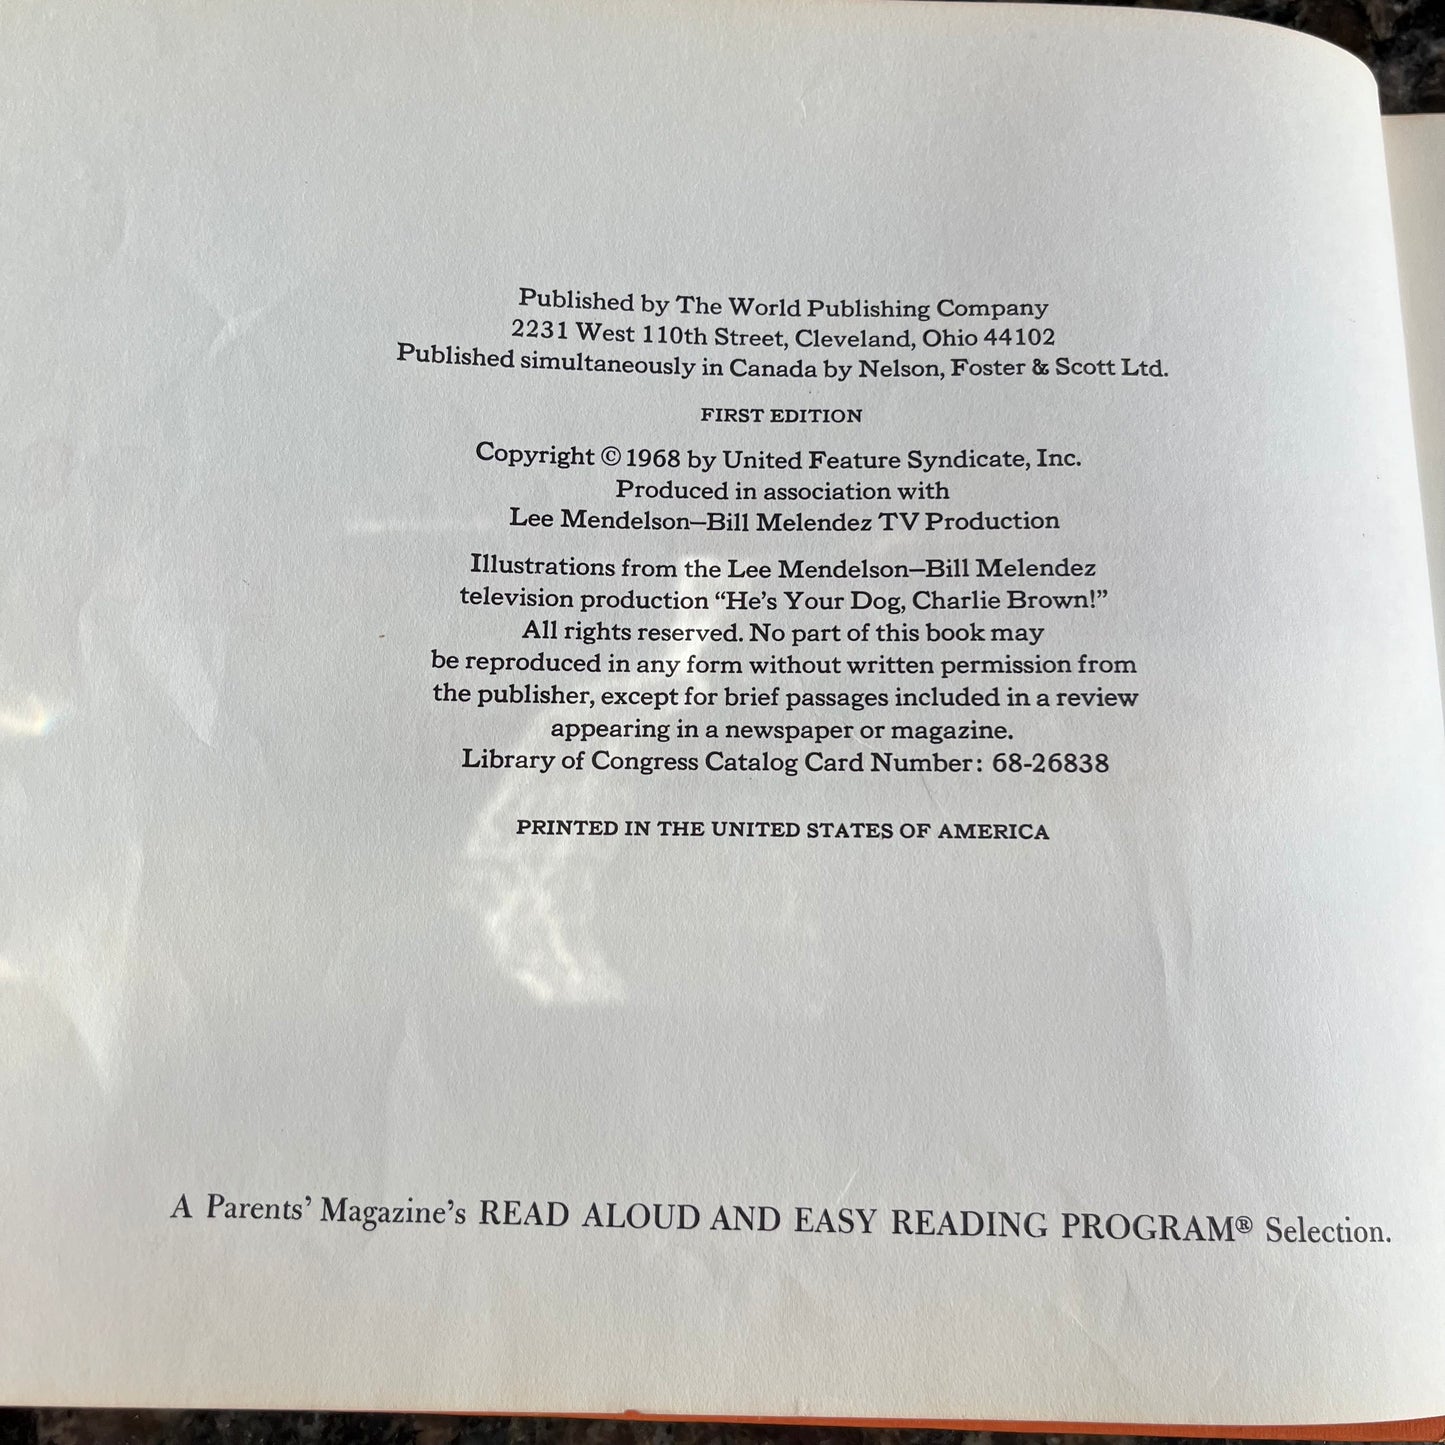 Published by The World Publishing Company
2231 West 110th Street, Cleveland, Ohio 44102
Published simultaneously in Canada by Nelson, Foster & Scott Ltd.
FIRST EDITION
Copyright © 1968 by United Feature Syndicate, Inc.
Produced in association with
Lee Mendelson—Bill Melendez TV Production
Illustrations from the Lee Mendelson—Bill Melendez
television production “He’s Your Dog, Charlie Brown!”
All rights reserved. No part of this book may
be reproduced in any form without written permission from
the publisher, except for brief passages included in a review
appearing in a newspaper or magazine.
Library of Congress Catalog Card Number: 68-26838
PRINTED IN THE UNITED STATES OF AMERICA
A Parents’ Magazine’s READ ALOUD AND EASY READING PROGRAM® Selection.